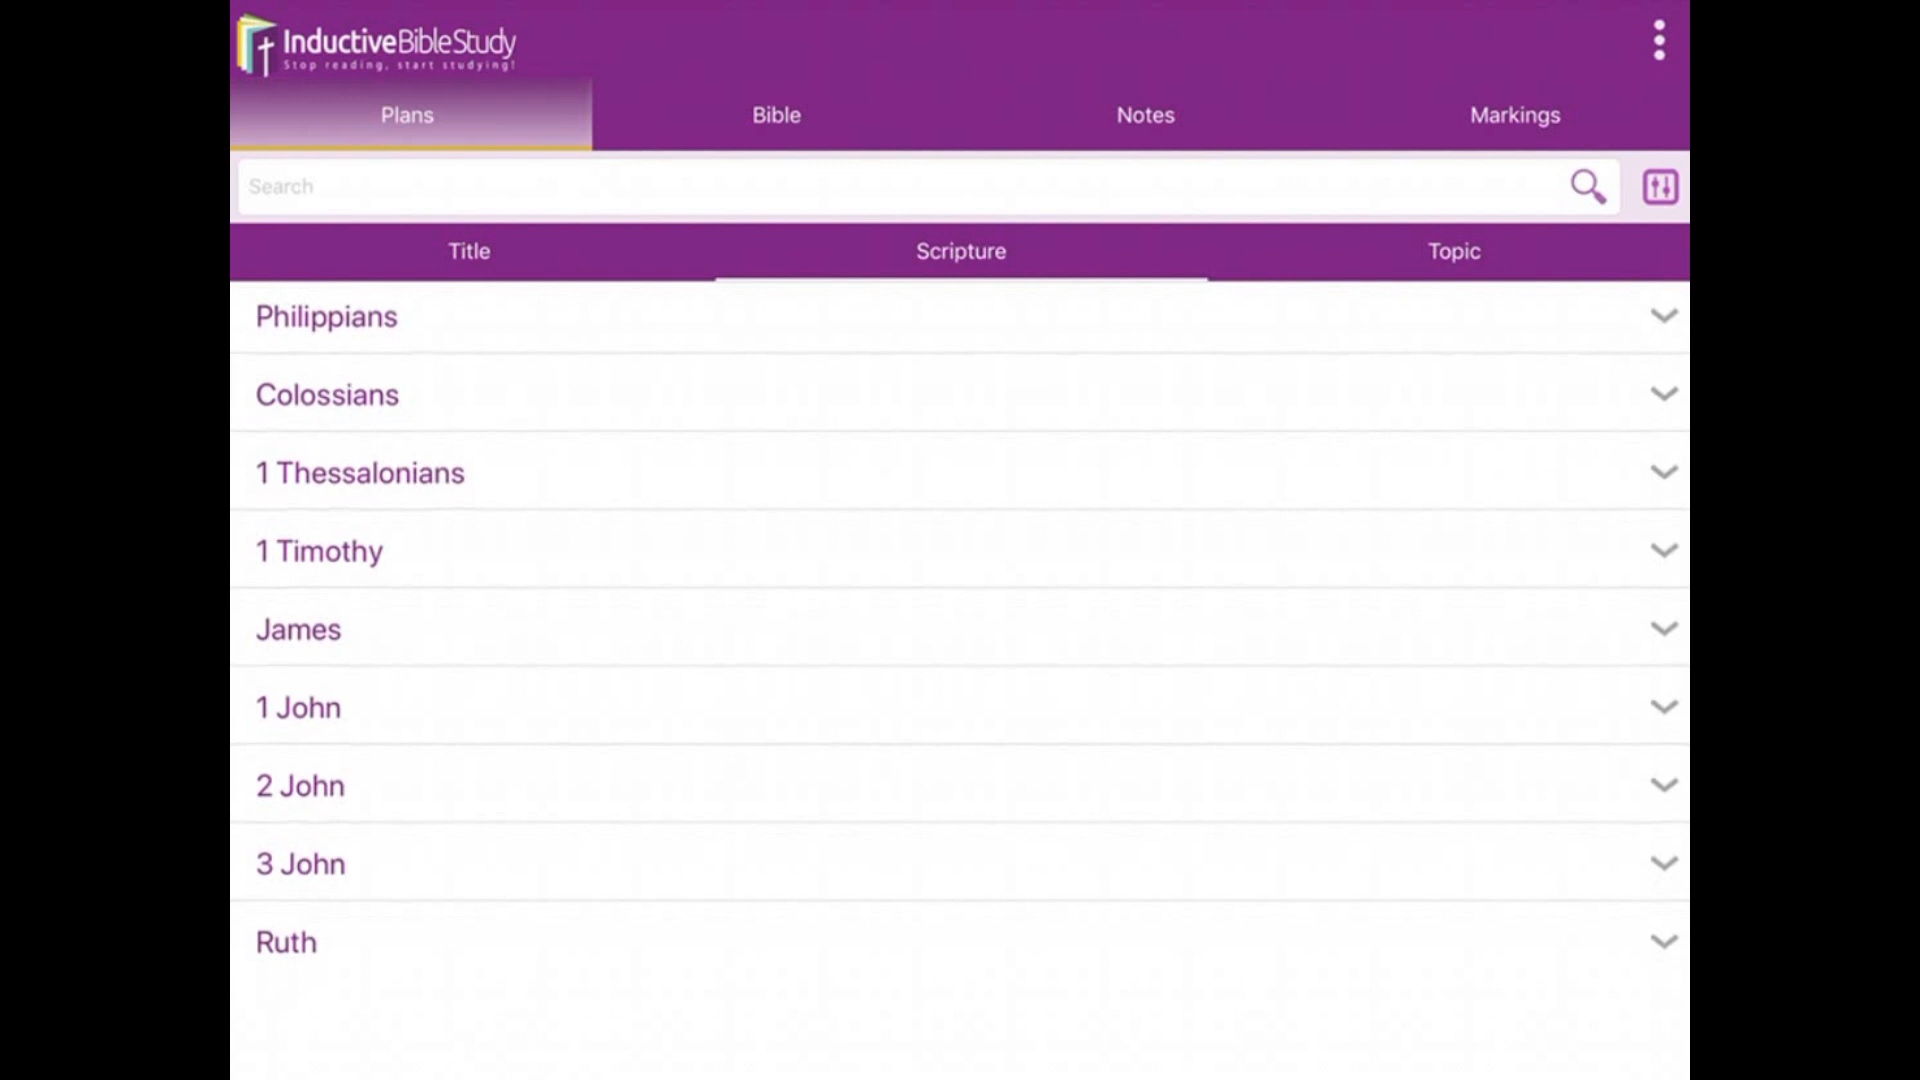 InductiveBibleStudy
Stop reading, start studying!
Plans Bible Notes Markings
Search
Title Scripture Topic
Philippians
Colossians
1 Thessalonians
1 Timothy
James
1 John
2 John
3 John
Ruth